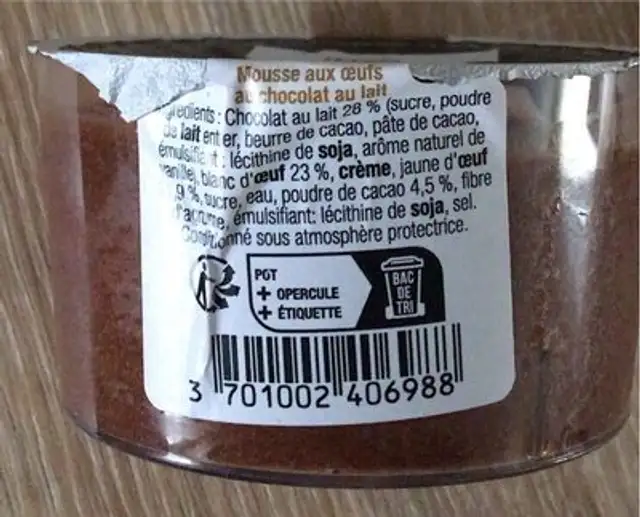 Mousse aux œufs
au chocolat au lait
grédients : Chocolat au lait 28 % (sucre, poudre
de lait entier, beurre de cacao, pâte de cacao,
émulsifiant : lécithine de soja, arôme naturel de
vanille), blanc d'œuf 23 %, crème, jaune d'œuf
9 %, sucre, eau, poudre de cacao 4,5 %, fibre
d'agrume, émulsifiant: lécithine de soja, sel.
Conditionné sous atmosphère protectrice.
POT
+ OPERCULE
+ ÉTIQUETTE
BAC
DE
TRI
3 701002 406988